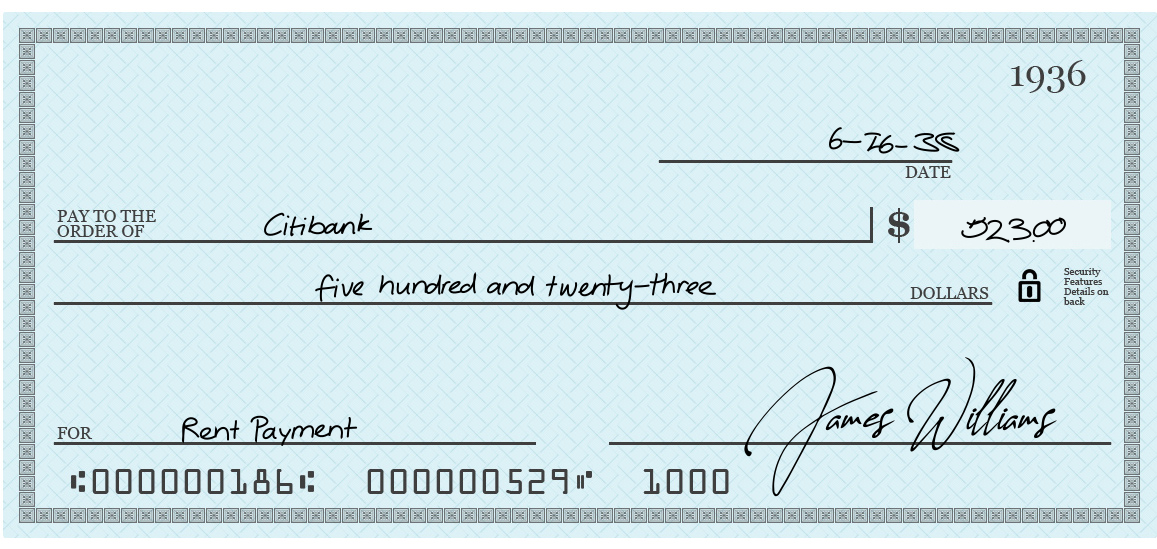 1936
6-26-38
DATE
PAY TO THE
ORDER OF
Citibank
$ 523.00
five hundred and twenty-three
DOLLARS
Security
Features
Details on
back
FOR
Rent Payment
James Williams
⑆000000186⑆ 000000529⑈ 1000